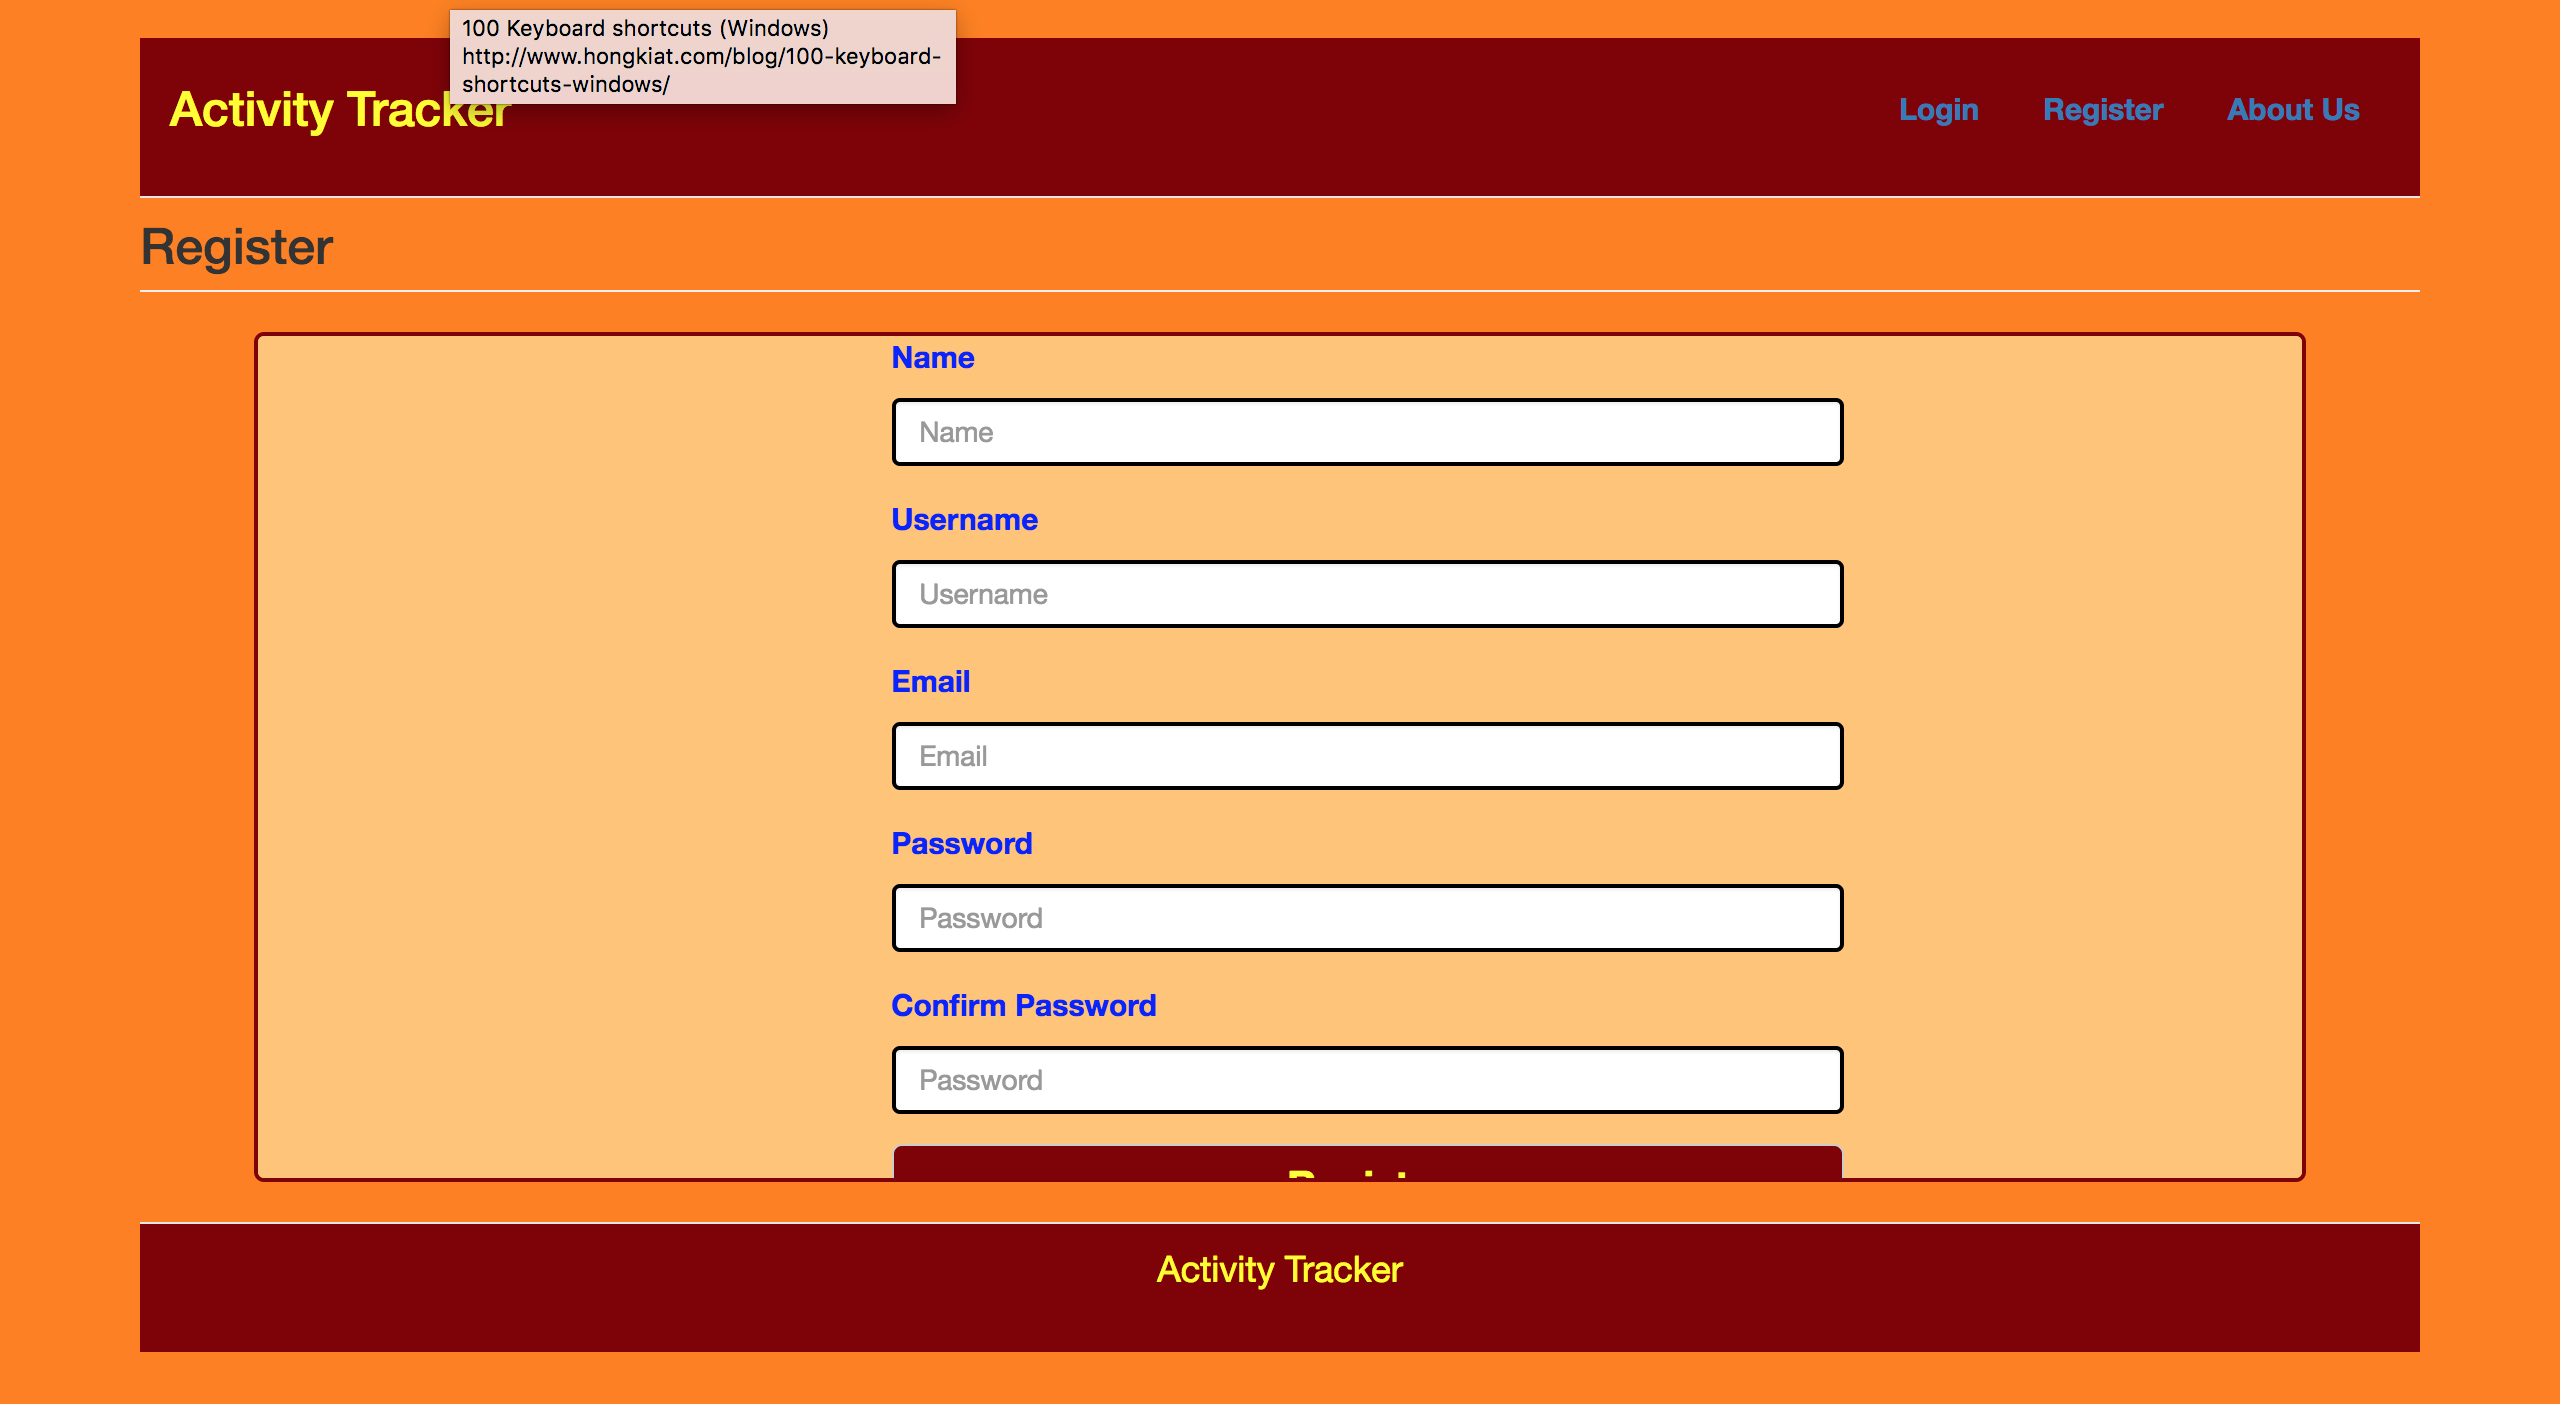 100 Keyboard shortcuts (Windows)
http://www.hongkiat.com/blog/100-keyboard-
shortcuts-windows/
Activity Tracker
Login Register About Us
Register
Name
Name
Username
Username
Email
Email
Password
Password
Confirm Password
Password
Activity Tracker